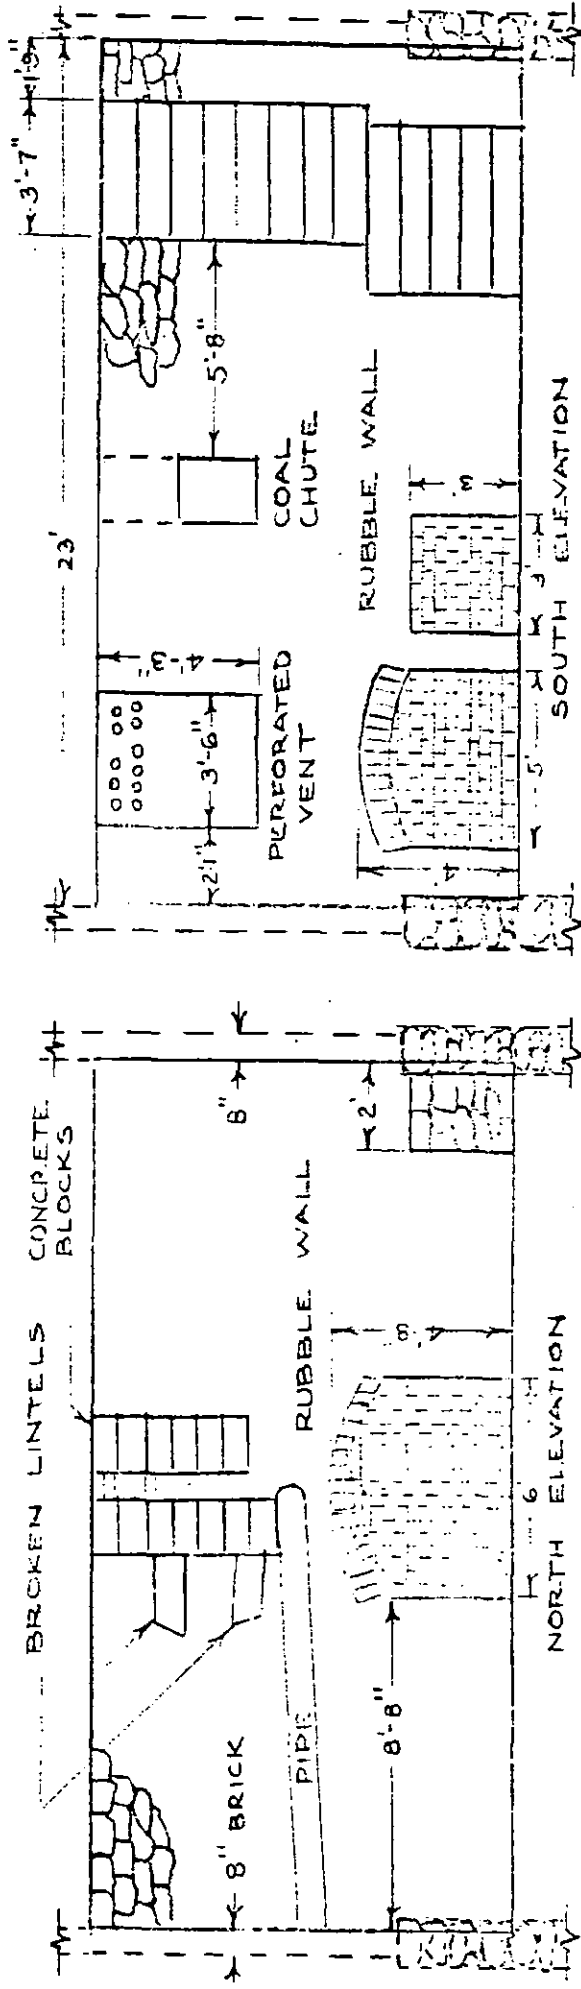 BROKEN LINTELS
CONCRETE
BLOCKS
8"
RUBBLE WALL
2'
8" BRICK
PIPE
4'8
8'-8"
6
NORTH ELEVATION
23'
3'-7"
1'-9"
4'-3"
3'-6"
2'1"
5'-8"
PERFORATED
VENT
COAL
CHUTE
RUBBLE WALL
4'
3'
5'
3'
SOUTH ELEVATION